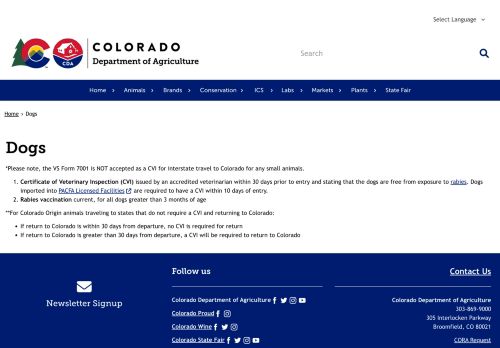 Select Language
COLORADO
Department of Agriculture
CO
CDA
Search
Home
Animals
Brands
Conservation
ICS
Labs
Markets
Plants
State Fair
Home › Dogs
Dogs
*Please note, the VS Form 7001 is NOT accepted as a CVI for interstate travel to Colorado for any small animals.
1. Certificate of Veterinary Inspection (CVI) issued by an accredited veterinarian within 30 days prior to entry and stating that the dogs are free from exposure to rabies. Dogs
imported into PACFA Licensed Facilities are required to have a CVI within 10 days of entry.
2. Rabies vaccination current, for all dogs greater than 3 months of age
**For Colorado Origin animals traveling to states that do not require a CVI and returning to Colorado:
• If return to Colorado is within 30 days from departure, no CVI is required for return
• If return to Colorado is greater than 30 days from departure, a CVI will be required to return to Colorado
Newsletter Signup
Follow us
Colorado Department of Agriculture
Colorado Proud
Colorado Wine
Colorado State Fair
Contact Us
Colorado Department of Agriculture
303-869-9000
305 Interlocken Parkway
Broomfield, CO 80021
CORA Request